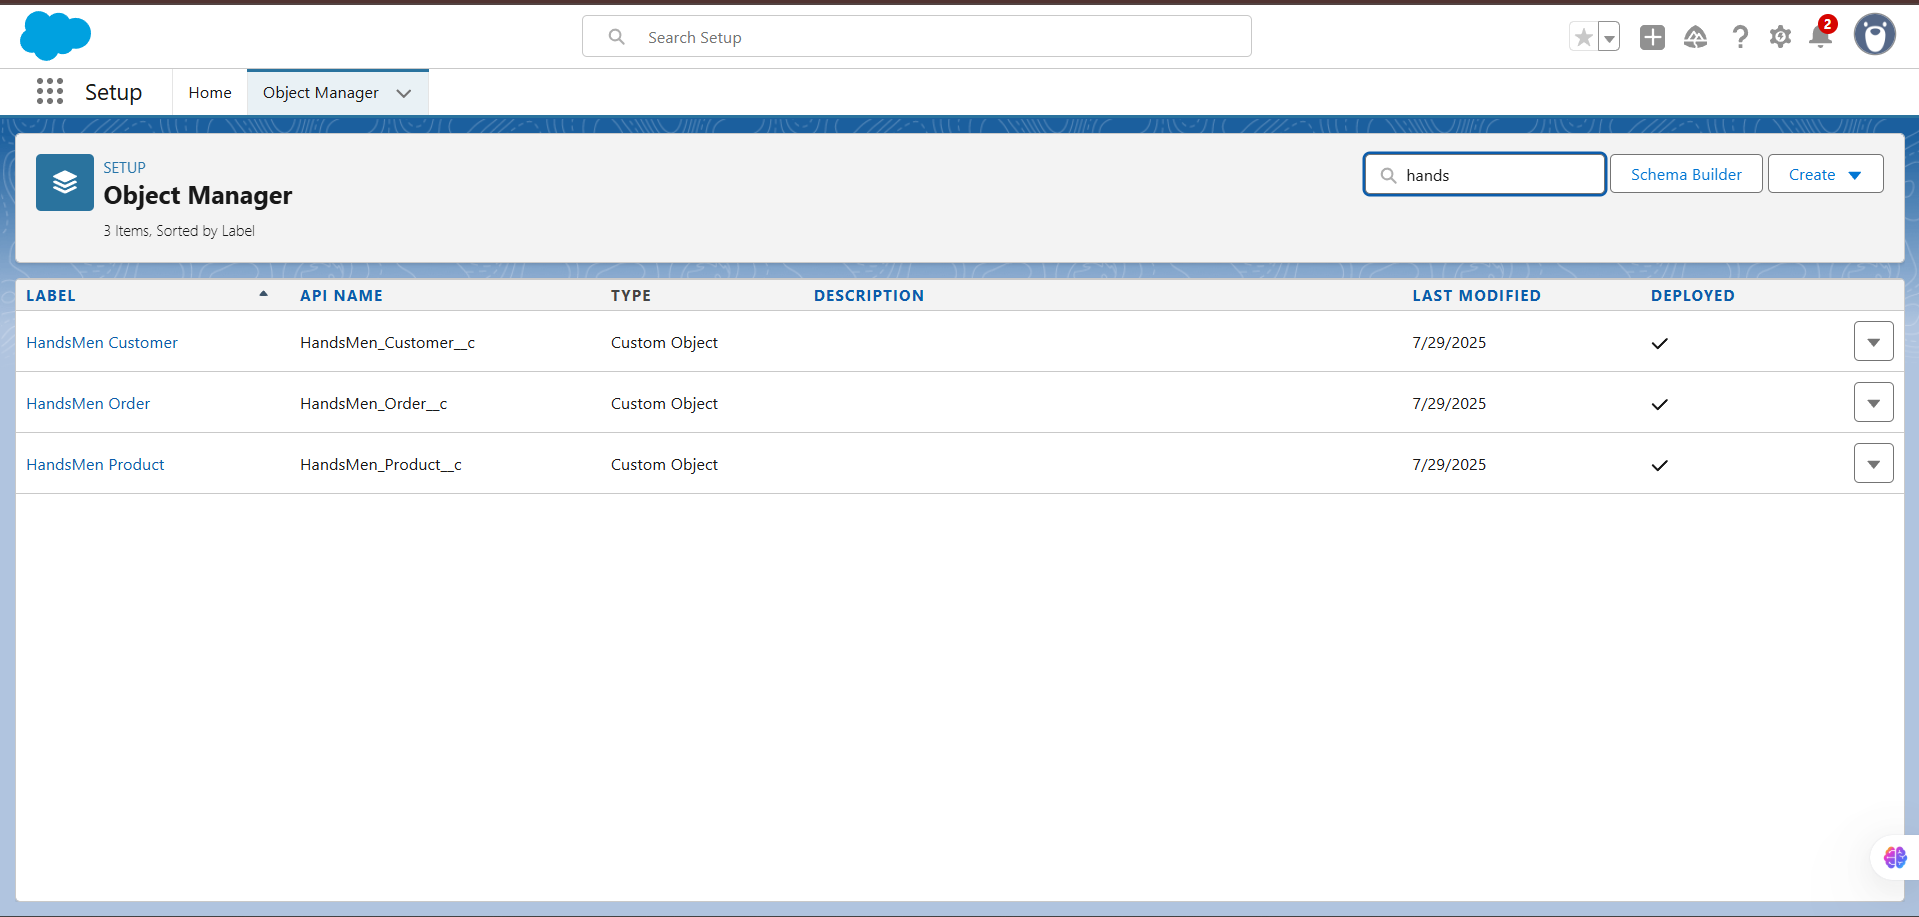 Search Setup
2
Setup
Home
Object Manager
SETUP
Object Manager
3 Items, Sorted by Label
hands
Schema Builder
Create
LABEL API NAME TYPE DESCRIPTION LAST MODIFIED DEPLOYED
HandsMen Customer HandsMen_Customer__c Custom Object 7/29/2025
HandsMen Order HandsMen_Order__c Custom Object 7/29/2025
HandsMen Product HandsMen_Product__c Custom Object 7/29/2025